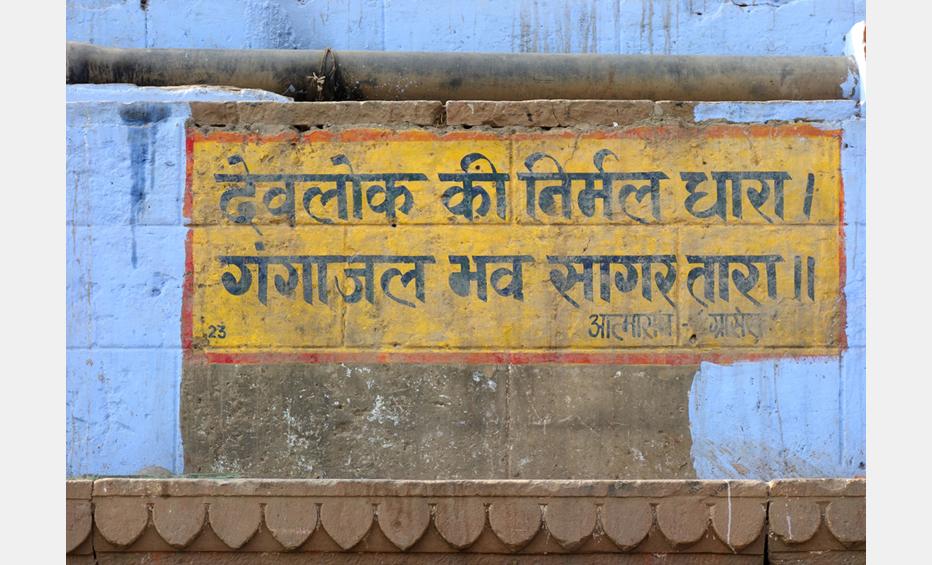 देवलोक की निर्मल धारा।
गंगाजल भव सागर तारा॥
आत्माराम -
23